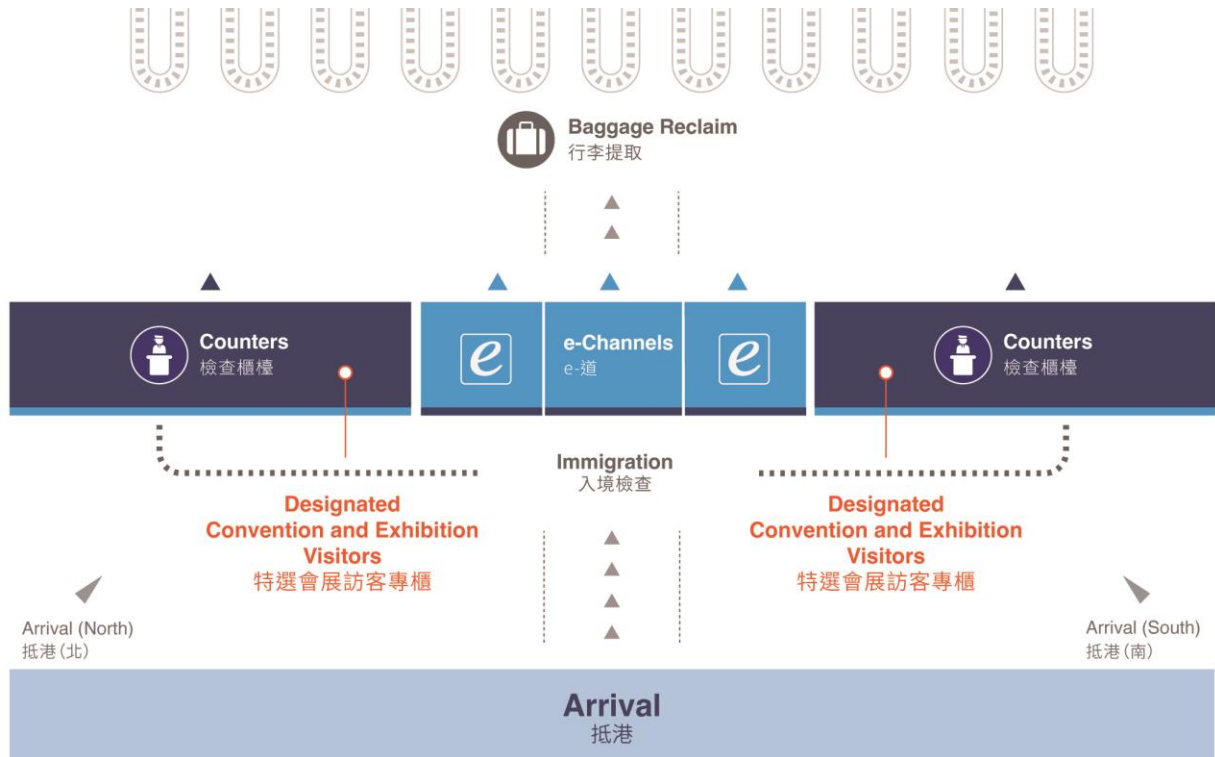 Baggage Reclaim
行李提取
Counters
檢查櫃檯
e
e-Channels
e-道
e
Counters
檢查櫃檯
Immigration
入境檢查
Designated
Convention and Exhibition
Visitors
特選會展訪客專櫃
Designated
Convention and Exhibition
Visitors
特選會展訪客專櫃
Arrival (North)
抵港(北)
Arrival (South)
抵港(南)
Arrival
抵港